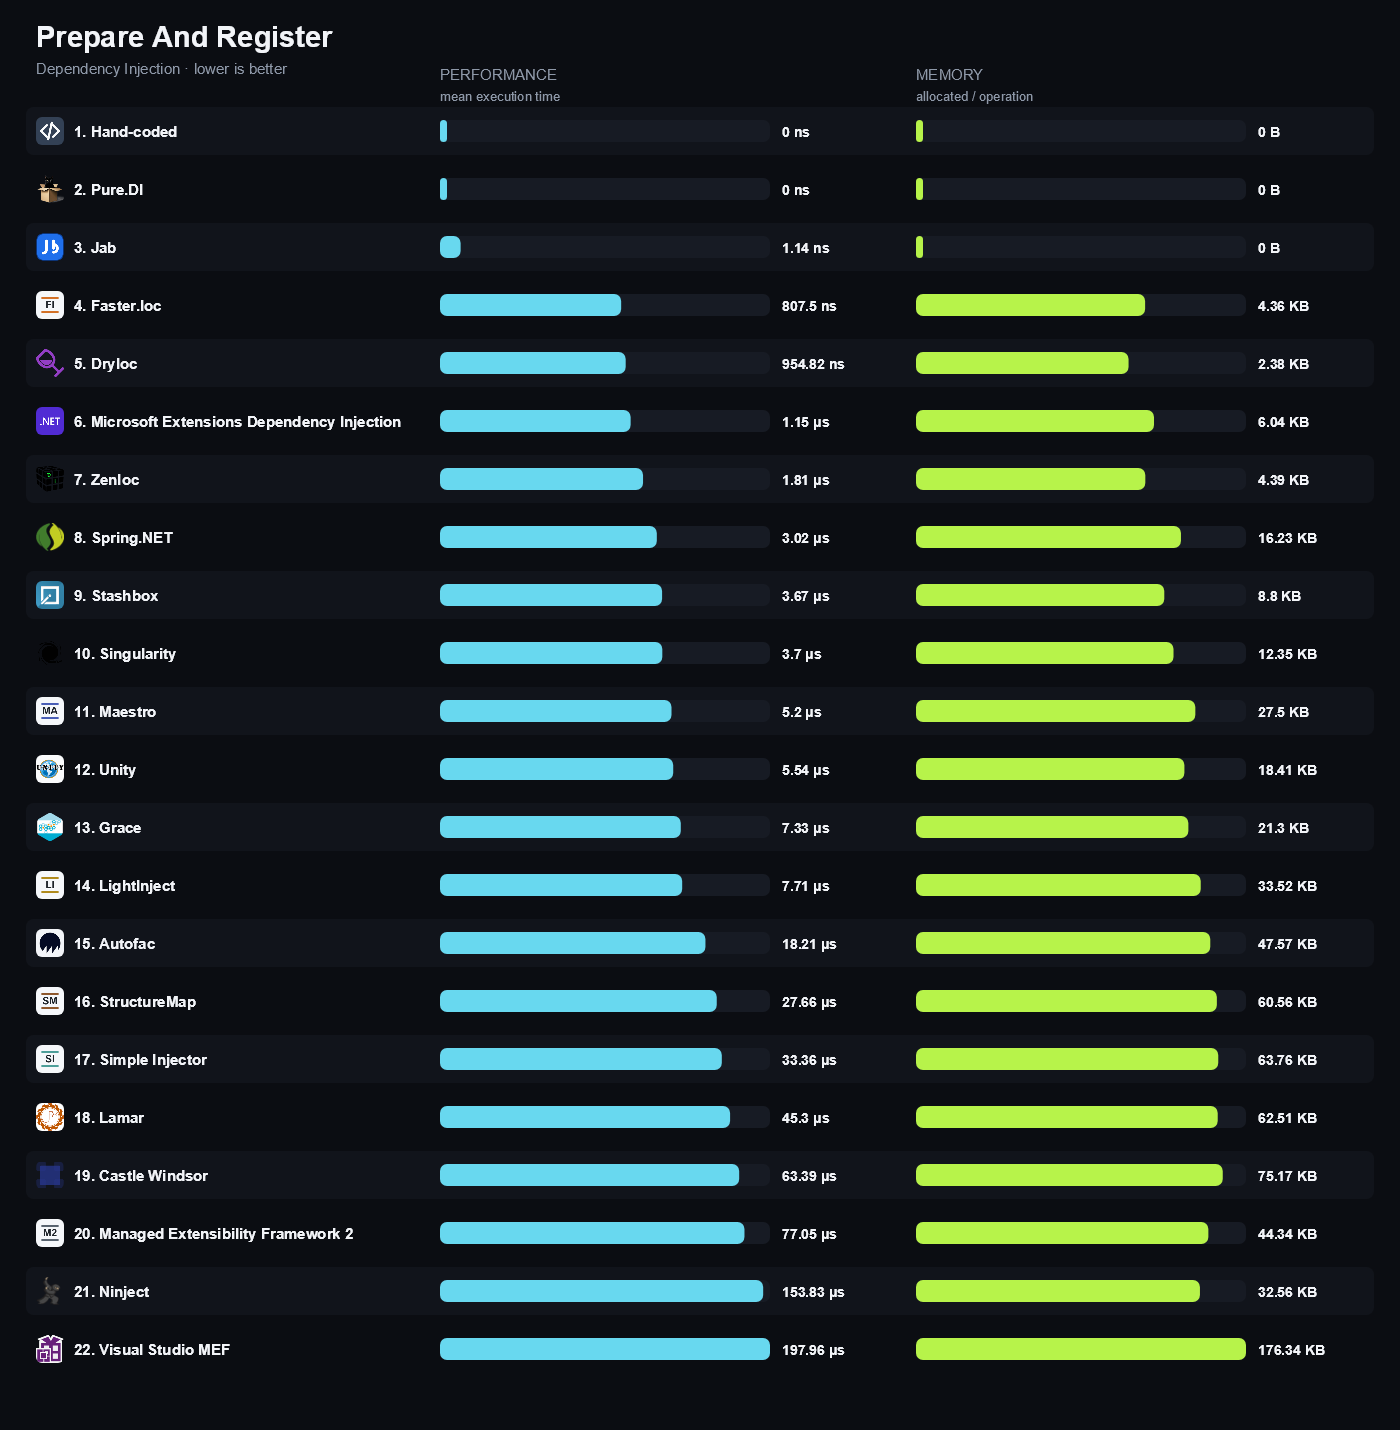 Prepare And Register
Dependency Injection · lower is better
PERFORMANCE
mean execution time
MEMORY
allocated / operation
1. Hand-coded 0 ns 0 B
2. Pure.DI 0 ns 0 B
3. Jab 1.14 ns 0 B
FI 4. Faster.Ioc 807.5 ns 4.36 KB
5. DryIoc 954.82 ns 2.38 KB
.NET 6. Microsoft Extensions Dependency Injection 1.15 µs 6.04 KB
7. ZenIoc 1.81 µs 4.39 KB
8. Spring.NET 3.02 µs 16.23 KB
9. Stashbox 3.67 µs 8.8 KB
10. Singularity 3.7 µs 12.35 KB
MA 11. Maestro 5.2 µs 27.5 KB
UNITY 12. Unity 5.54 µs 18.41 KB
13. Grace 7.33 µs 21.3 KB
LI 14. LightInject 7.71 µs 33.52 KB
15. Autofac 18.21 µs 47.57 KB
SM 16. StructureMap 27.66 µs 60.56 KB
SI 17. Simple Injector 33.36 µs 63.76 KB
18. Lamar 45.3 µs 62.51 KB
19. Castle Windsor 63.39 µs 75.17 KB
M2 20. Managed Extensibility Framework 2 77.05 µs 44.34 KB
21. Ninject 153.83 µs 32.56 KB
22. Visual Studio MEF 197.96 µs 176.34 KB